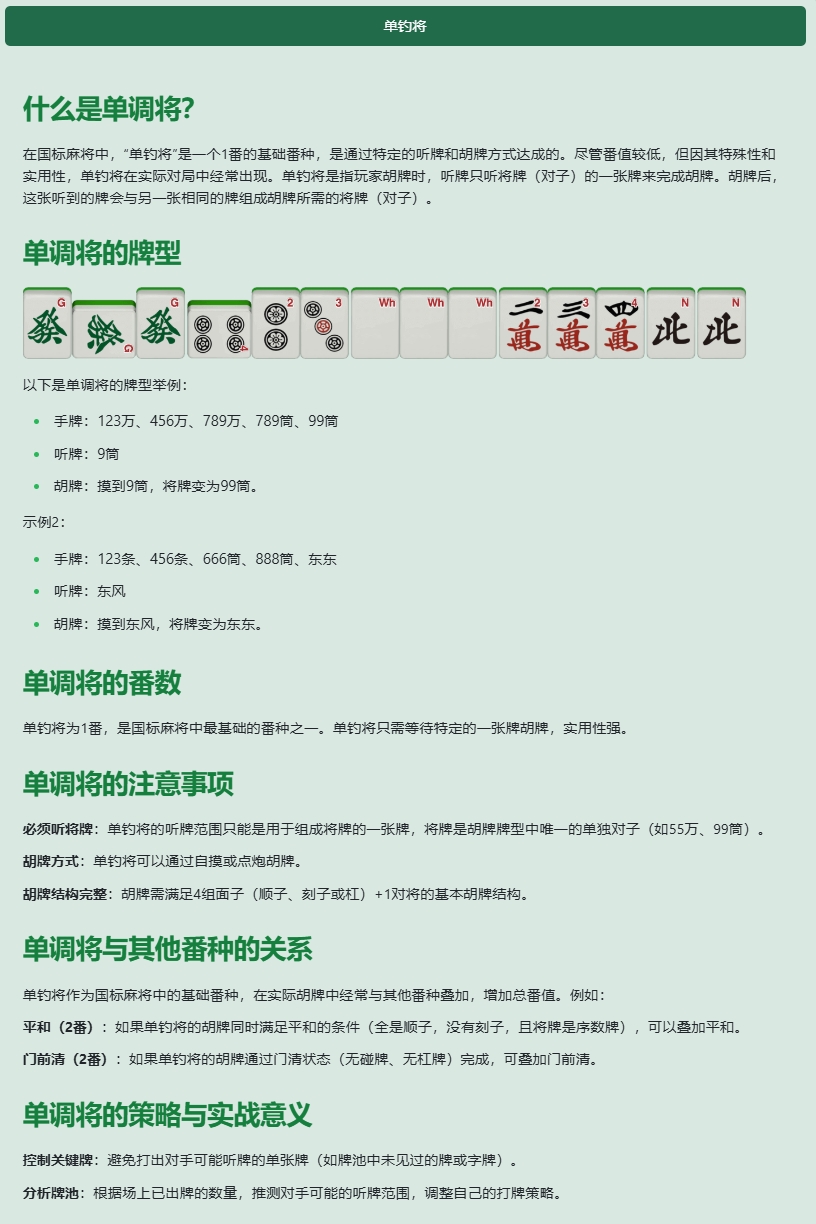 单钓将
什么是单调将？
在国标麻将中，“单钓将”是一个1番的基础番种，是通过特定的听牌和胡牌方式达成的。尽管番值较低，但因其特殊性和
实用性，单钓将在实际对局中经常出现。单钓将是指玩家胡牌时，听牌只听将牌（对子）的一张牌来完成胡牌。胡牌后，
这张听到的牌会与另一张相同的牌组成胡牌所需的将牌（对子）。
单调将的牌型
G 發 G 發 G 發 4 2 3 Wh Wh Wh 2 二萬 3 三萬 4 四萬 N 北 N 北
以下是单调将的牌型举例：
手牌：123万、456万、789万、789筒、99筒
听牌：9筒
胡牌：摸到9筒，将牌变为99筒。
示例2：
手牌：123条、456条、666筒、888筒、东东
听牌：东风
胡牌：摸到东风，将牌变为东东。
单调将的番数
单钓将为1番，是国标麻将中最基础的番种之一。单钓将只需等待特定的一张牌胡牌，实用性强。
单调将的注意事项
必须听将牌：单钓将的听牌范围只能是用于组成将牌的一张牌，将牌是胡牌牌型中唯一的单独对子（如55万、99筒）。
胡牌方式：单钓将可以通过自摸或点炮胡牌。
胡牌结构完整：胡牌需满足4组面子（顺子、刻子或杠）+1对将的基本胡牌结构。
单调将与其他番种的关系
单钓将作为国标麻将中的基础番种，在实际胡牌中经常与其他番种叠加，增加总番值。例如：
平和（2番）：如果单钓将的胡牌同时满足平和的条件（全是顺子，没有刻子，且将牌是序数牌），可以叠加平和。
门前清（2番）：如果单钓将的胡牌通过门清状态（无碰牌、无杠牌）完成，可叠加门前清。
单调将的策略与实战意义
控制关键牌：避免打出对手可能听牌的单张牌（如牌池中未见过的牌或字牌）。
分析牌池：根据场上已出牌的数量，推测对手可能的听牌范围，调整自己的打牌策略。